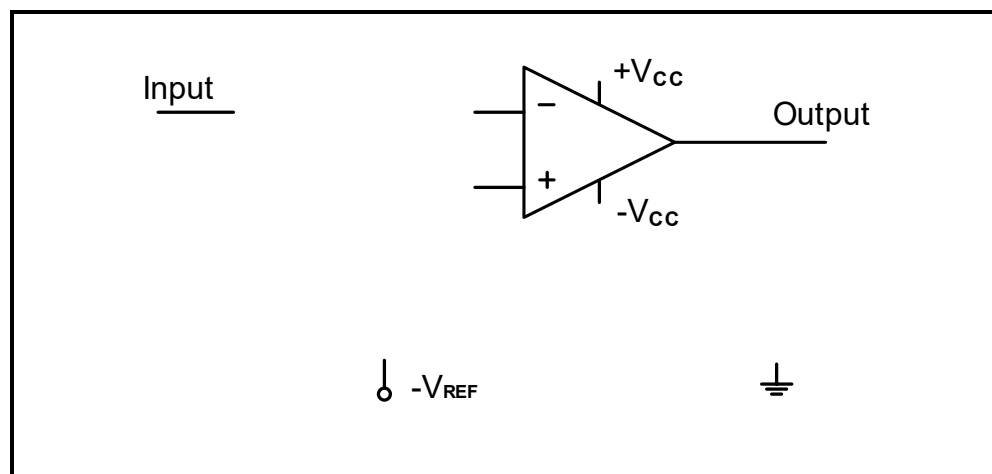 Input
+VCC
Output
−
+
-VCC
-VREF